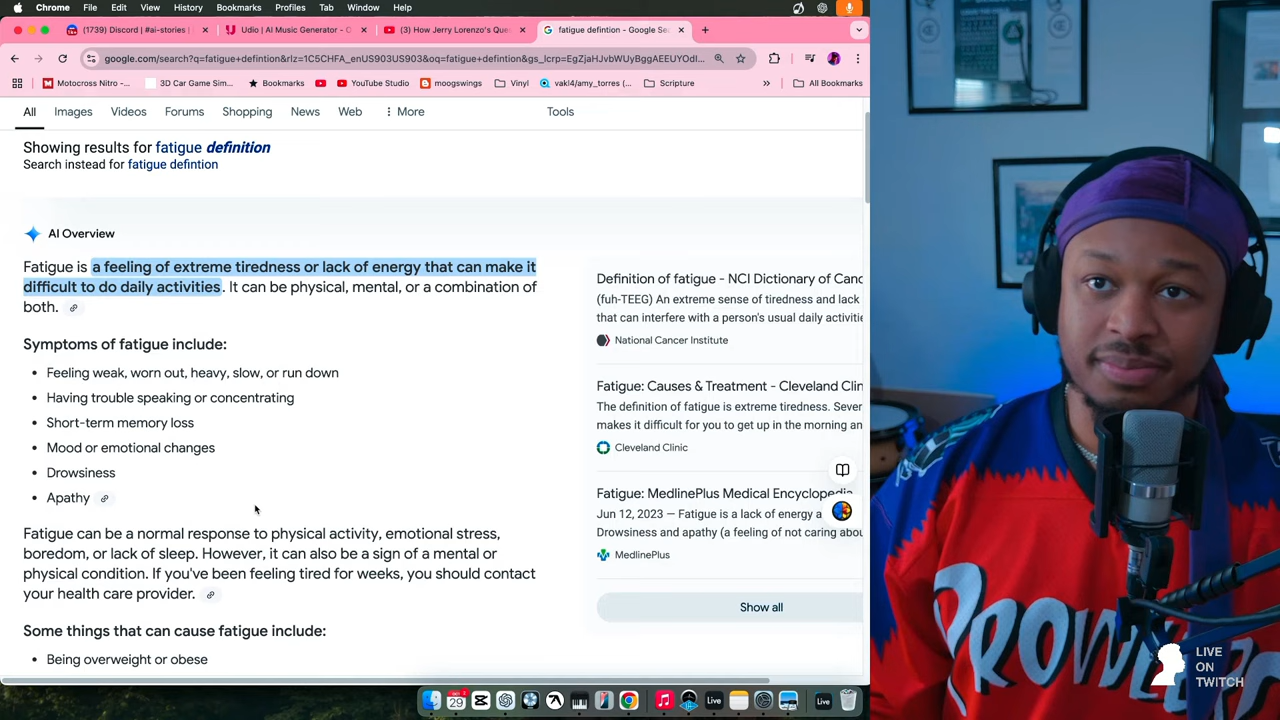 Chrome File Edit View History Bookmarks Profiles Tab Window Help
(1739) Discord | #ai-stories |
Udio | AI Music Generator - O
(3) How Jerry Lorenzo's Que
fatigue defintion - Google Se
google.com/search?q=fatigue+defintion&rlz=1C5CHFA_enUS903US903&oq=fatigue+defintion&gs_lcrp=EgZjaHJvbWUyBggAEEUYOdI...
Motocross Nitro -... 3D Car Game Sim... Bookmarks YouTube Studio moogswings Vinyl vakl4/amy_torres (... Scripture » All Bookmarks
All Images Videos Forums Shopping News Web More Tools
Showing results for fatigue definition
Search instead for fatigue defintion
AI Overview
Fatigue is a feeling of extreme tiredness or lack of energy that can make it
difficult to do daily activities. It can be physical, mental, or a combination of
both.
Symptoms of fatigue include:
• Feeling weak, worn out, heavy, slow, or run down
• Having trouble speaking or concentrating
• Short-term memory loss
• Mood or emotional changes
• Drowsiness
• Apathy
Fatigue can be a normal response to physical activity, emotional stress,
boredom, or lack of sleep. However, it can also be a sign of a mental or
physical condition. If you've been feeling tired for weeks, you should contact
your health care provider.
Some things that can cause fatigue include:
• Being overweight or obese
Definition of fatigue - NCI Dictionary of Canc
(fuh-TEEG) An extreme sense of tiredness and lack
that can interfere with a person's usual daily activitie
National Cancer Institute
Fatigue: Causes & Treatment - Cleveland Clin
The definition of fatigue is extreme tiredness. Seve
makes it difficult for you to get up in the morning an
Cleveland Clinic
Fatigue: MedlinePlus Medical Encyclopedia
Jun 12, 2023 — Fatigue is a lack of energy a
Drowsiness and apathy (a feeling of not caring abou
MedlinePlus
Show all
29
Live
Live
PROWLE
LIVE
ON
TWITCH